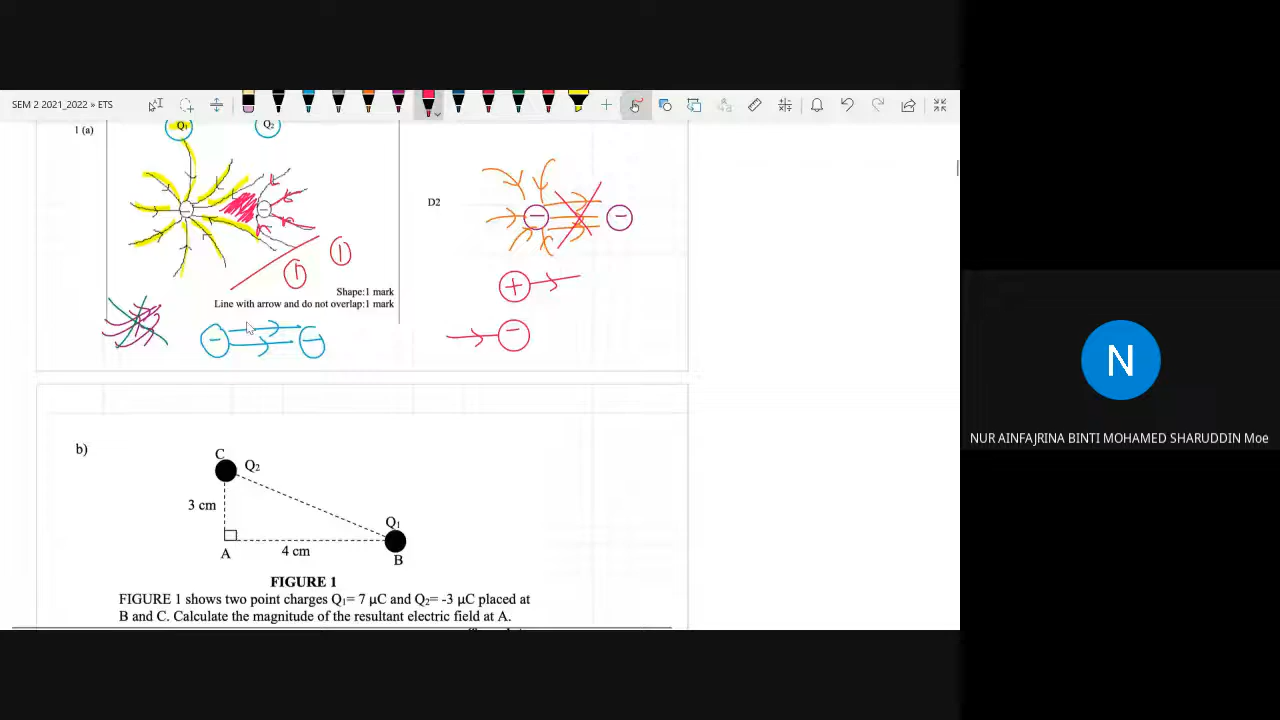 SEM 2 2021_2022 » ETS
1 (a)
Q1
Q2
D2
Shape:1 mark
Line with arrow and do not overlap:1 mark
b)
C
Q2
3 cm
Q1
A
4 cm
B
FIGURE 1
FIGURE 1 shows two point charges Q1= 7 µC and Q2= -3 µC placed at
B and C. Calculate the magnitude of the resultant electric field at A.
N
NUR AINFAJRINA BINTI MOHAMED SHARUDDIN Moe